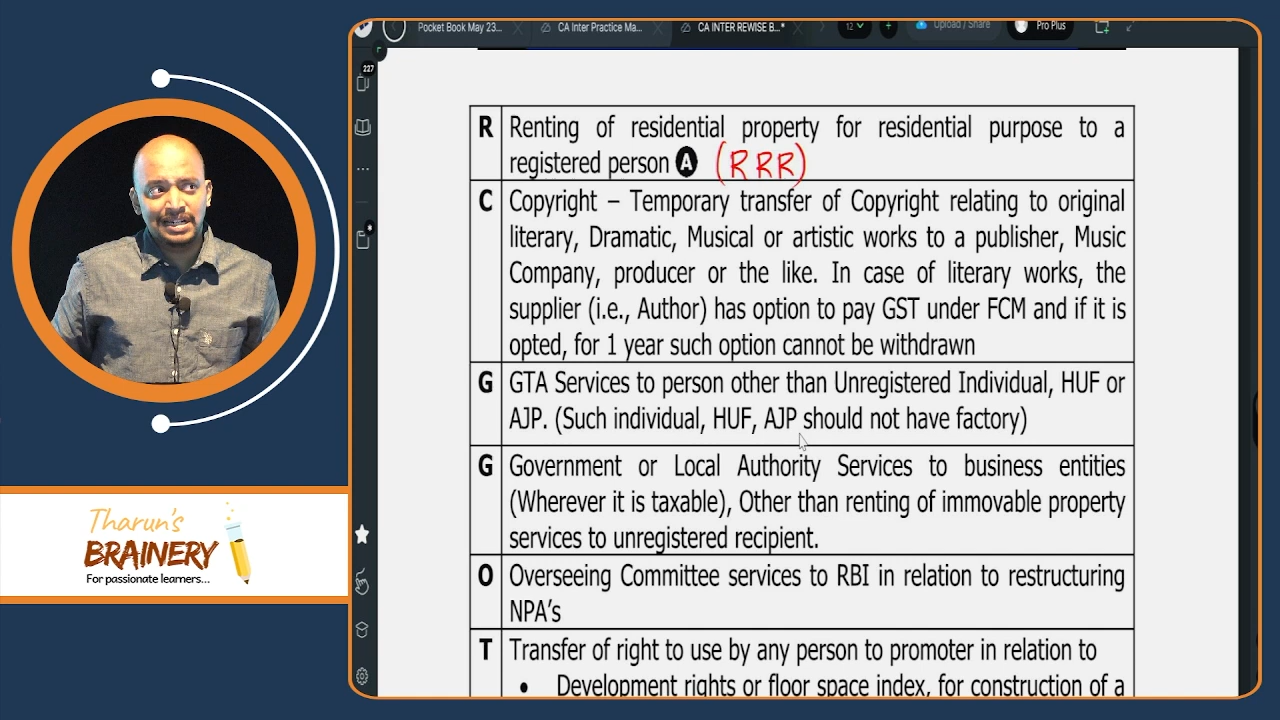 Pocket Book May 23...
CA Inter Practice Ma...
CA INTER REWISE B...*
12
Upload / Share
Pro Plus
227
R Renting of residential property for residential purpose to a
registered person A (RRR)
C Copyright – Temporary transfer of Copyright relating to original
literary, Dramatic, Musical or artistic works to a publisher, Music
Company, producer or the like. In case of literary works, the
supplier (i.e., Author) has option to pay GST under FCM and if it is
opted, for 1 year such option cannot be withdrawn
G GTA Services to person other than Unregistered Individual, HUF or
AJP. (Such individual, HUF, AJP should not have factory)
G Government or Local Authority Services to business entities
(Wherever it is taxable), Other than renting of immovable property
services to unregistered recipient.
O Overseeing Committee services to RBI in relation to restructuring
NPA's
T Transfer of right to use by any person to promoter in relation to
• Development rights or floor space index, for construction of a
Tharun's
BRAINERY
For passionate learners...